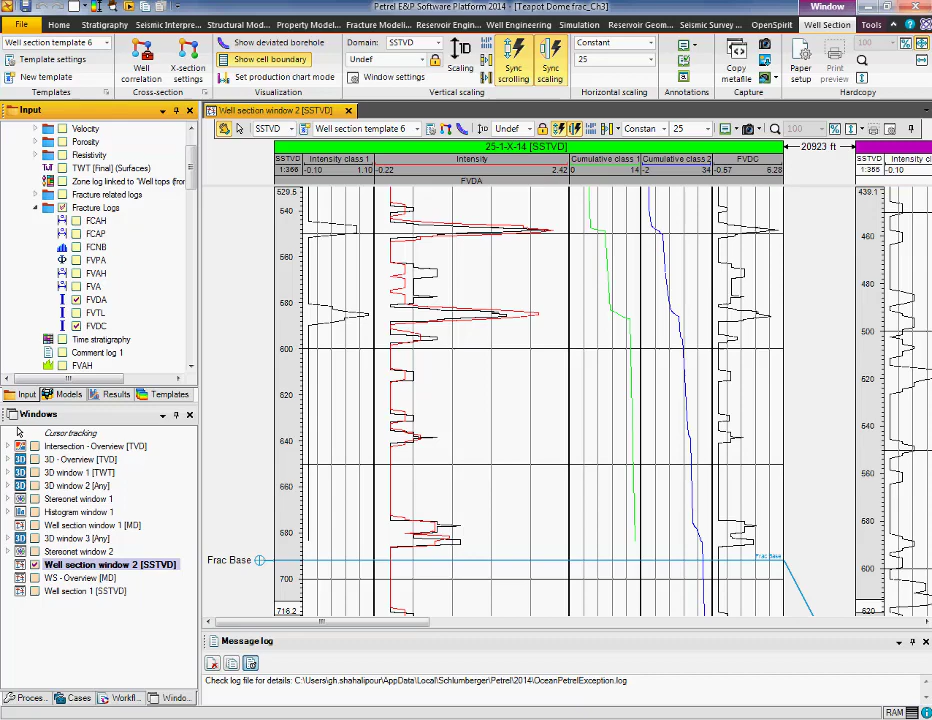 Petrel E&P Software Platform 2014 - [Teapot Dome frac_Ch3]
Window
File Home Stratigraphy Seismic Interpre... Structural Mod... Property Model... Fracture Modeli... Reservoir Engin... Well Engineering Simulation Reservoir Geom... Seismic Survey ... OpenSpirit Well Section Tools
Well section template 6
Template settings
New template
Templates
Well correlation
X-section settings
Cross-section
Show deviated borehole
Show cell boundary
Set production chart mode
Visualization
Domain: SSTVD
Undef
Window settings
Scaling
Sync scrolling
Sync scaling
Vertical scaling
Constant
25
Horizontal scaling
Annotations
Copy metafile
Capture
Paper setup
Print preview
100
Hardcopy
Input
Velocity
Porosity
Resistivity
TWT [Final] (Surfaces)
Zone log linked to 'Well tops (fror
Fracture related logs
Fracture Logs
FCAH
FCAP
FCNB
FVPA
FVAH
FVA
FVDA
FVTL
FVDC
Time stratigraphy
Comment log 1
FVAH
Input Models Results Templates
Windows
Cursor tracking
Intersection - Overview [TVD]
3D - Overview [TVD]
3D window 1 [TWT]
3D window 2 [Any]
Stereonet window 1
Histogram window 1
Well section window 1 [MD]
3D window 3 [Any]
Stereonet window 2
Well section window 2 [SSTVD]
WS - Overview [MD]
Well section 1 [SSTVD]
Proces... Cases Workfl... Windo...
Well section window 2 [SSTVD]
SSTVD Well section template 6 Undef Constan 25 100
25-1-X-14 [SSTVD]
20923 ft
SSTVD Intensity class 1 Intensity Cumulative class 1 Cumulative class 2 FVDC
1:366 -0.10 1.10 -0.22 2.42 0 14 -2 34 -0.57 6.28
FVDA
SSTVD Intensity c
1:366 -0.10
529.5
540
560
580
600
620
640
660
680
700
716.2
Frac Base
Frac Base
439.1
460
480
500
520
540
560
580
600
620
Message log
Check log file for details: C:\Users\gh.shahalipour\AppData\Local\Schlumberger\Petrel\2014\OceanPetrelException.log
RAM